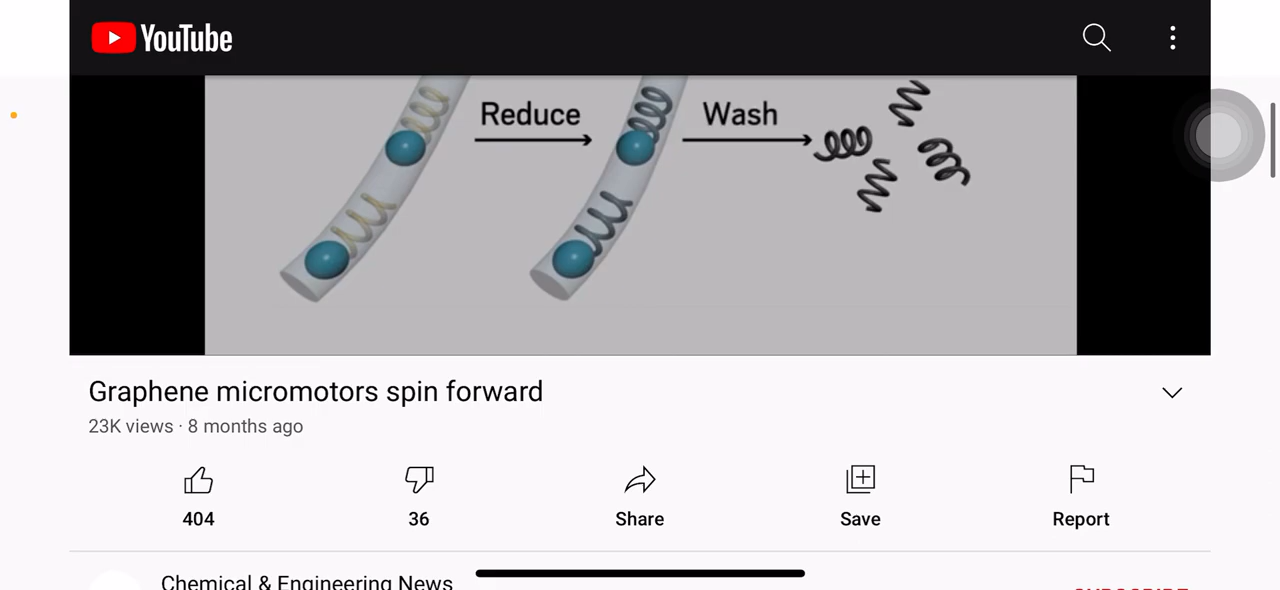 YouTube
Reduce
Wash
Graphene micromotors spin forward
23K views · 8 months ago
404
36
Share
Save
Report
Chemical & Engineering News
SUBSCRIBE